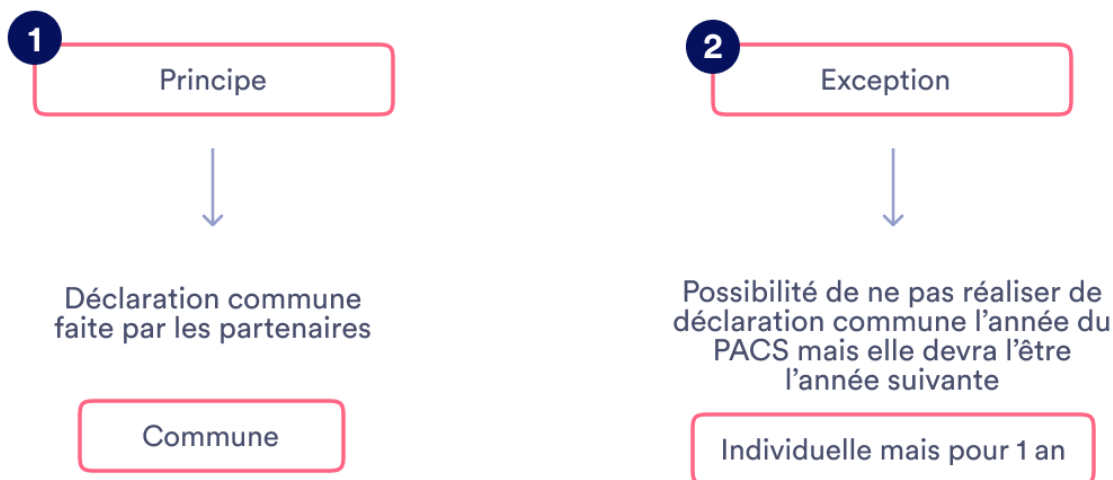 1
Principe
Déclaration commune
faite par les partenaires
Commune
2
Exception
Possibilité de ne pas réaliser de
déclaration commune l'année du
PACS mais elle devra l'être
l'année suivante
Individuelle mais pour 1 an